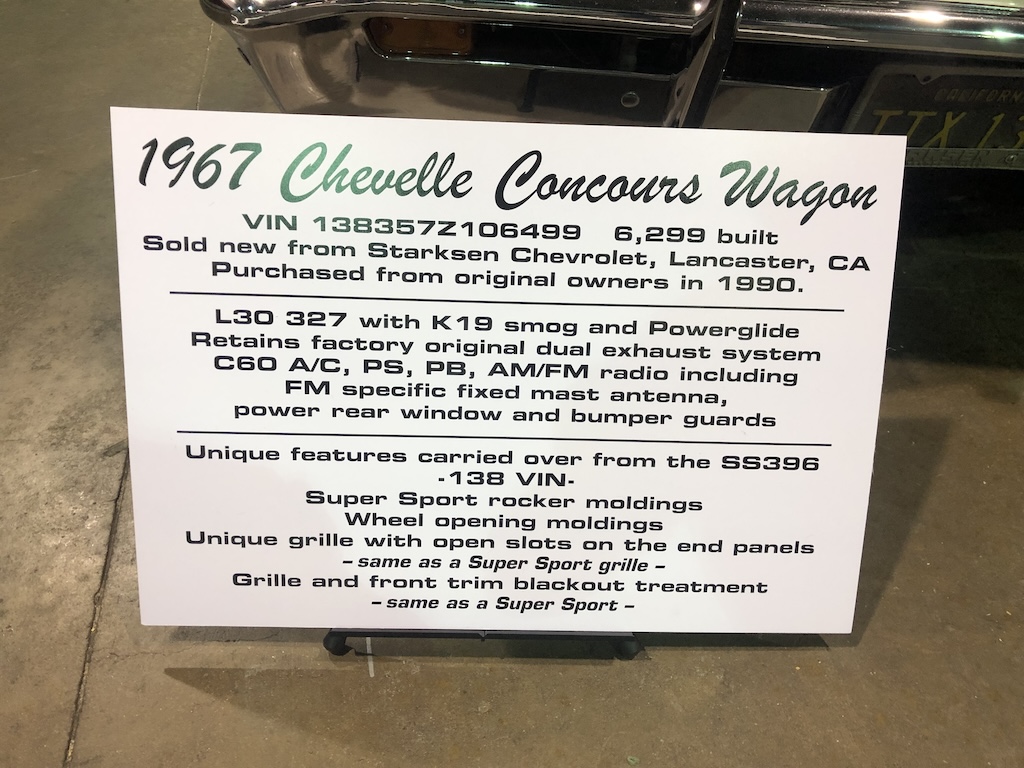 1967 Chevelle Concours Wagon
VIN 138357Z106499 6,299 built
Sold new from Starksen Chevrolet, Lancaster, CA
Purchased from original owners in 1990.
L30 327 with K19 smog and Powerglide
Retains factory original dual exhaust system
C60 A/C, PS, PB, AM/FM radio including
FM specific fixed mast antenna,
power rear window and bumper guards
Unique features carried over from the SS396
-138 VIN-
Super Sport rocker moldings
Wheel opening moldings
Unique grille with open slots on the end panels
– same as a Super Sport grille –
Grille and front trim blackout treatment
– same as a Super Sport –
TTX